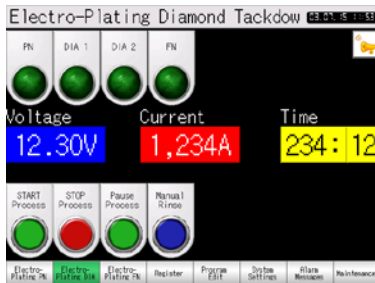 Electro-Plating Diamond Tackdow
PN DIA 1 DIA 2 FN
Voltage Current Time
12.30V 1,234A 234: 12
START Process
STOP Process
Pause Process
Manual Rinse
Electro-Plating PN
Electro-Plating DIA
Electro-Plating FN
Register
Program Edit
System Settings
Alarm Messages
Maintenance